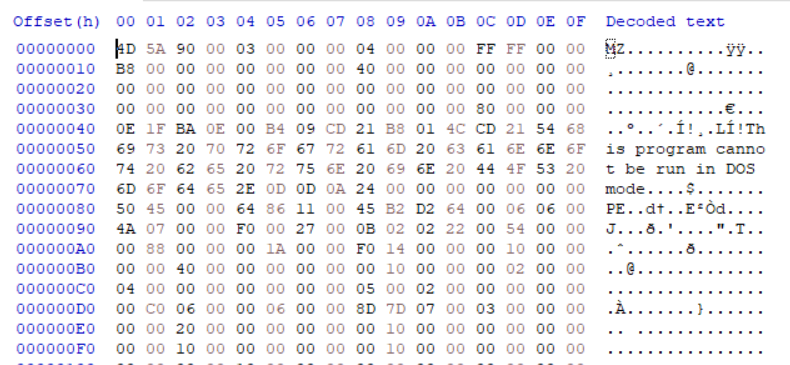 Offset(h) 00 01 02 03 04 05 06 07 08 09 0A 0B 0C 0D 0E 0F Decoded text
00000000 4D 5A 90 00 03 00 00 00 04 00 00 00 FF FF 00 00 MZ..........ÿÿ..
00000010 B8 00 00 00 00 00 00 00 40 00 00 00 00 00 00 00 ¸.......@.......
00000020 00 00 00 00 00 00 00 00 00 00 00 00 00 00 00 00 ................
00000030 00 00 00 00 00 00 00 00 00 00 00 00 80 00 00 00 ............€...
00000040 0E 1F BA 0E 00 B4 09 CD 21 B8 01 4C CD 21 54 68 ..º..´.Í!¸.LÍ!Th
00000050 69 73 20 70 72 6F 67 72 61 6D 20 63 61 6E 6E 6F is program canno
00000060 74 20 62 65 20 72 75 6E 20 69 6E 20 44 4F 53 20 t be run in DOS
00000070 6D 6F 64 65 2E 0D 0D 0A 24 00 00 00 00 00 00 00 mode....$.......
00000080 50 45 00 00 64 86 11 00 45 B2 D2 64 00 06 06 00 PE..d†..E²Òd....
00000090 4A 07 00 00 F0 00 27 00 0B 02 02 22 00 54 00 00 J...ð.'....".T..
000000A0 00 88 00 00 00 1A 00 00 F0 14 00 00 00 10 00 00 .ˆ......ð.......
000000B0 00 00 40 00 00 00 00 00 00 10 00 00 00 02 00 00 ..@.............
000000C0 04 00 00 00 00 00 00 00 05 00 02 00 00 00 00 00 ................
000000D0 00 C0 06 00 00 06 00 00 8D 7D 07 00 03 00 00 00 .À.......}......
000000E0 00 00 20 00 00 00 00 00 00 10 00 00 00 00 00 00 .. .............
000000F0 00 00 10 00 00 00 00 00 00 10 00 00 00 00 00 00 ................